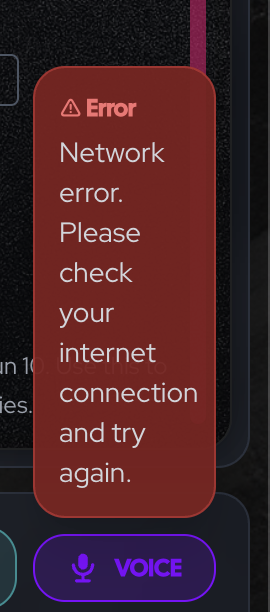 Error
Network
error.
Please
check
your
internet
un 10. Use this to
connection
ies.
and try
again.
VOICE